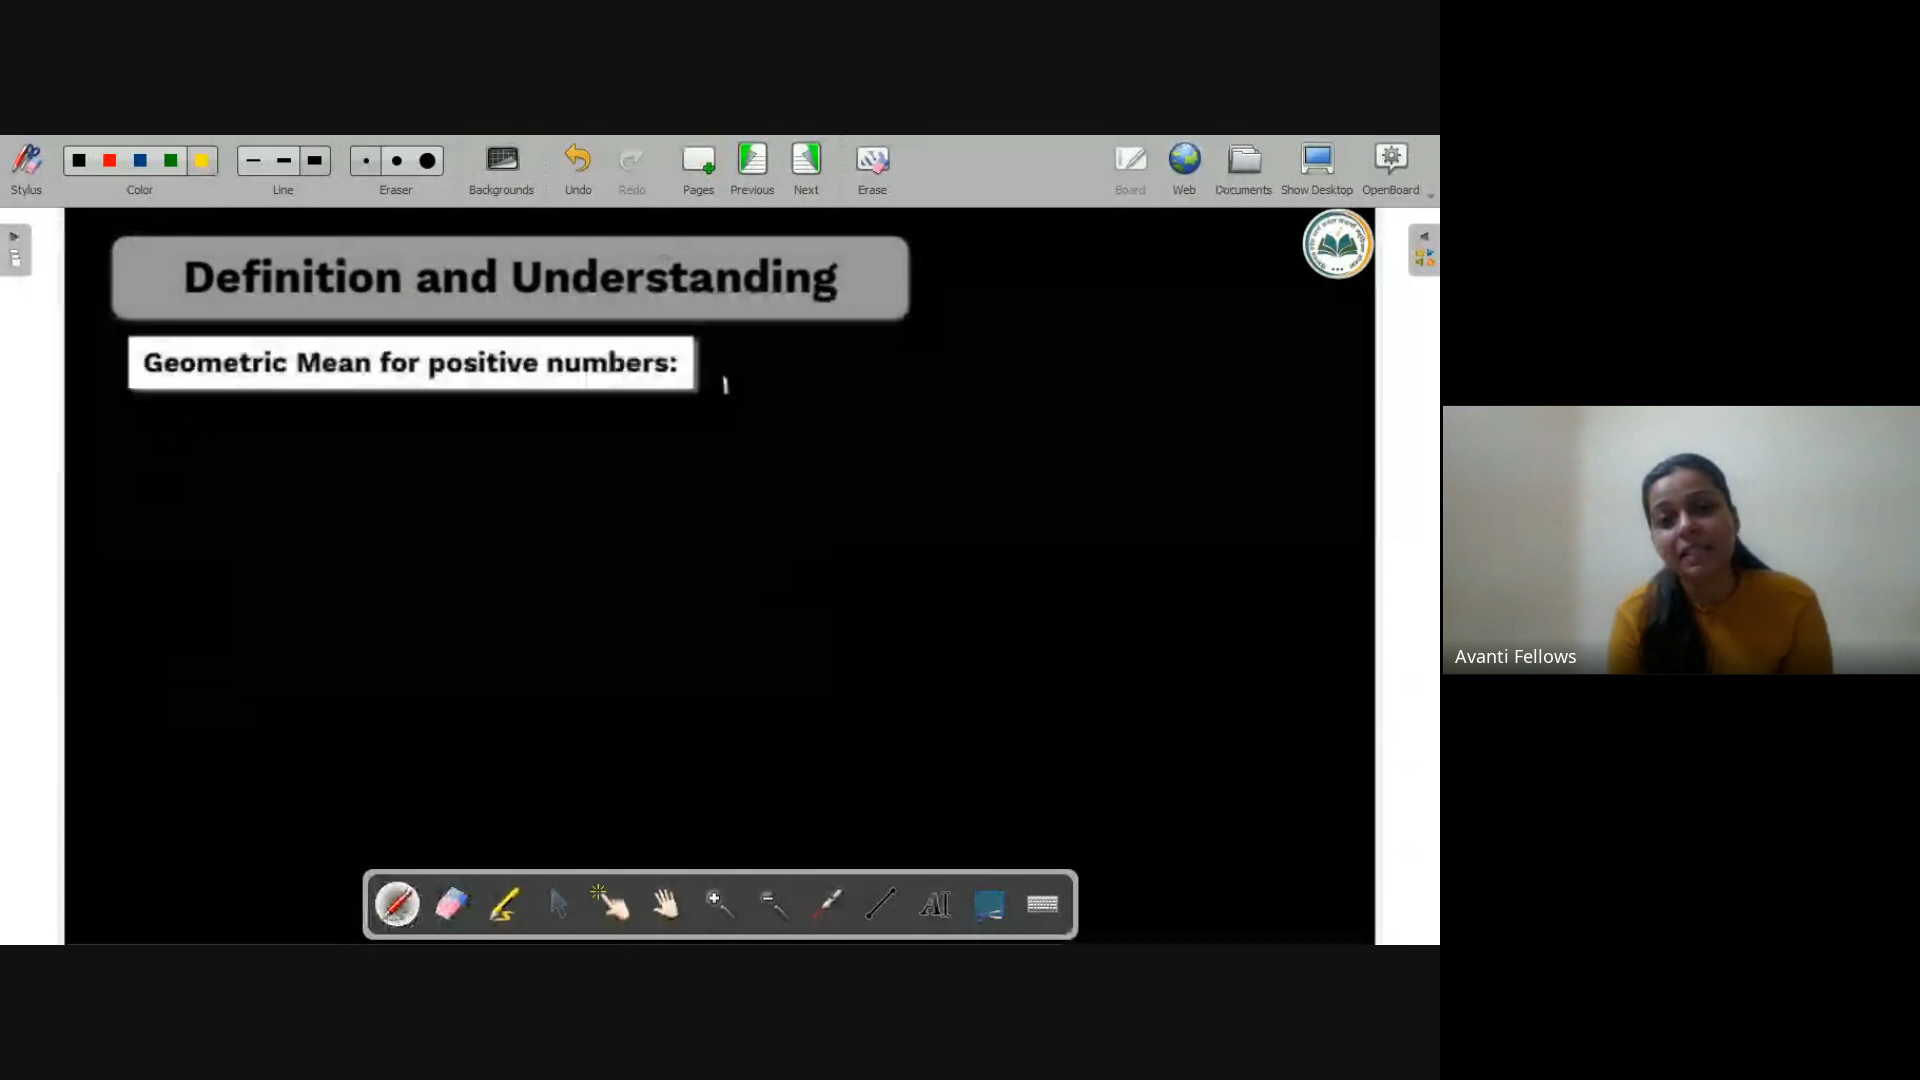 Stylus
Color
Line
Eraser
Backgrounds
Undo
Redo
Pages
Previous
Next
Erase
Board
Web
Documents
Show Desktop
OpenBoard
Definition and Understanding
Geometric Mean for positive numbers:
AI
Avanti Fellows